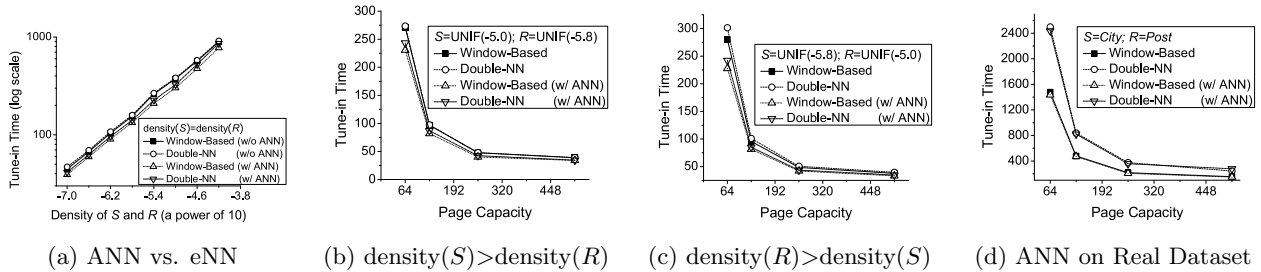 Tune-in Time (log scale)
1000
100
density(S)=density(R)
Window-Based (w/o ANN)
Double-NN (w/o ANN)
Window-Based (w/ ANN)
Double-NN (w/ ANN)
-7.0 -6.2 -5.4 -4.6 -3.8
Density of S and R (a power of 10)
(a) ANN vs. eNN
Tune-in Time
300
250
200
150
100
50
0
S=UNIF(-5.0); R=UNIF(-5.8)
Window-Based
Double-NN
Window-Based (w/ ANN)
Double-NN (w/ ANN)
64 192 320 448
Page Capacity
(b) density(S)>density(R)
Tune-in Time
300
250
200
150
100
50
0
S=UNIF(-5.8); R=UNIF(-5.0)
Window-Based
Double-NN
Window-Based (w/ ANN)
Double-NN (w/ ANN)
64 192 320 448
Page Capacity
(c) density(R)>density(S)
Tune-in Time
2400
2000
1600
1200
800
400
S=City; R=Post
Window-Based
Double-NN
Window-Based (w/ ANN)
Double-NN (w/ ANN)
64 192 320 448
Page Capacity
(d) ANN on Real Dataset